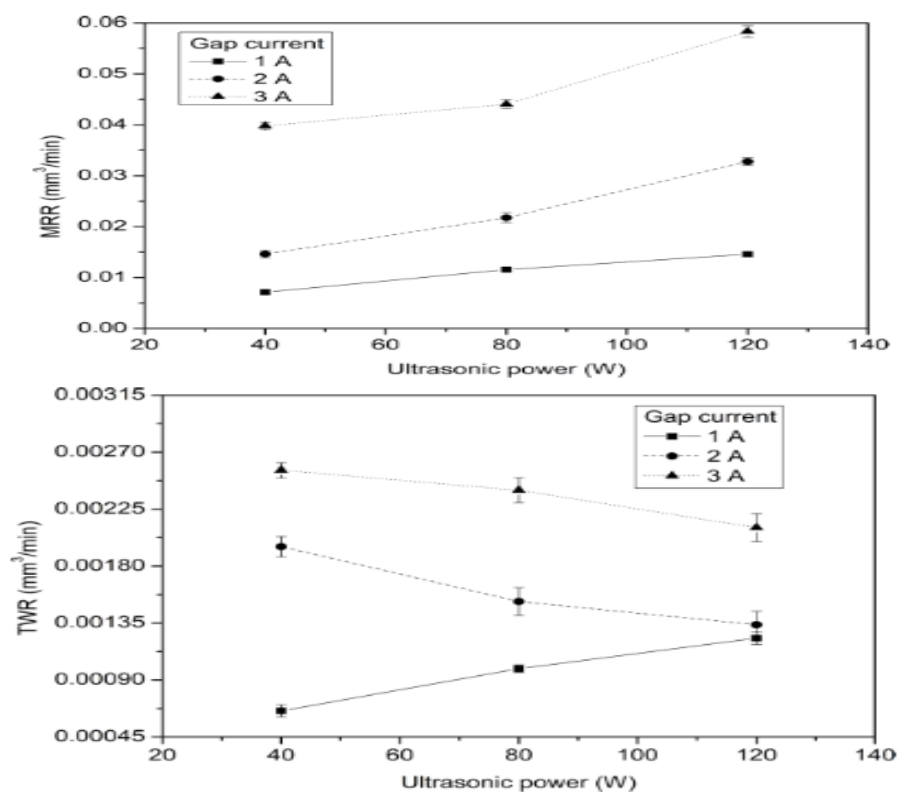 Gap current
1 A
2 A
3 A
0.06
0.05
0.04
0.03
0.02
0.01
0.00
MRR (mm³/min)
20 40 60 80 100 120 140
Ultrasonic power (W)
Gap current
1 A
2 A
3 A
0.00315
0.00270
0.00225
0.00180
0.00135
0.00090
0.00045
TWR (mm³/min)
20 40 60 80 100 120 140
Ultrasonic power (W)